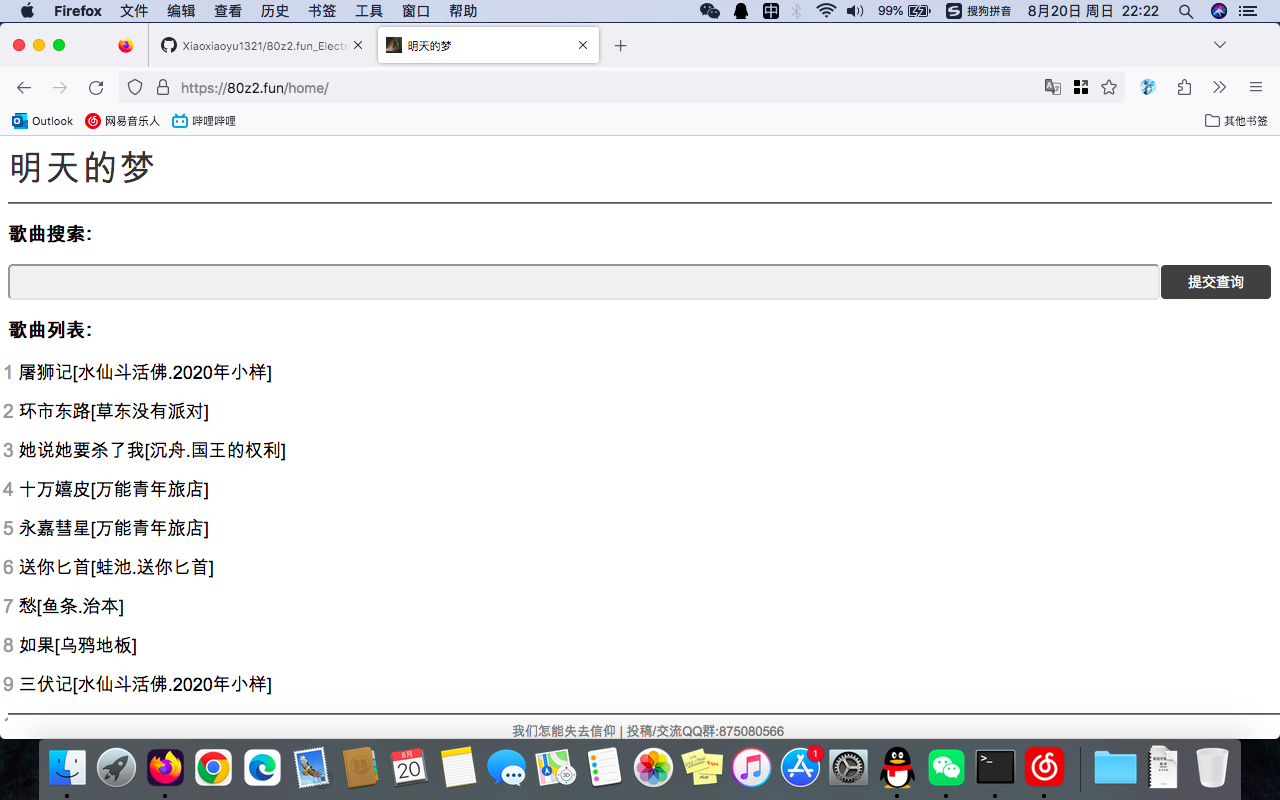 Firefox 文件 编辑 查看 历史 书签 工具 窗口 帮助 中 99% S 搜狗拼音 8月20日 周日 22:22
Xiaoxiaoyu1321/80z2.fun_Electr 明天的梦
https://80z2.fun/home/
Outlook 网易音乐人 哔哩哔哩 其他书签
明天的梦
歌曲搜索:
提交查询
歌曲列表:
1 屠狮记[水仙斗活佛.2020年小样]
2 环市东路[草东没有派对]
3 她说她要杀了我[沉舟.国王的权利]
4 十万嬉皮[万能青年旅店]
5 永嘉彗星[万能青年旅店]
6 送你匕首[蛙池.送你匕首]
7 愁[鱼条.治本]
8 如果[乌鸦地板]
9 三伏记[水仙斗活佛.2020年小样]
我们怎能失去信仰 | 投稿/交流QQ群:875080566
8月
20
1